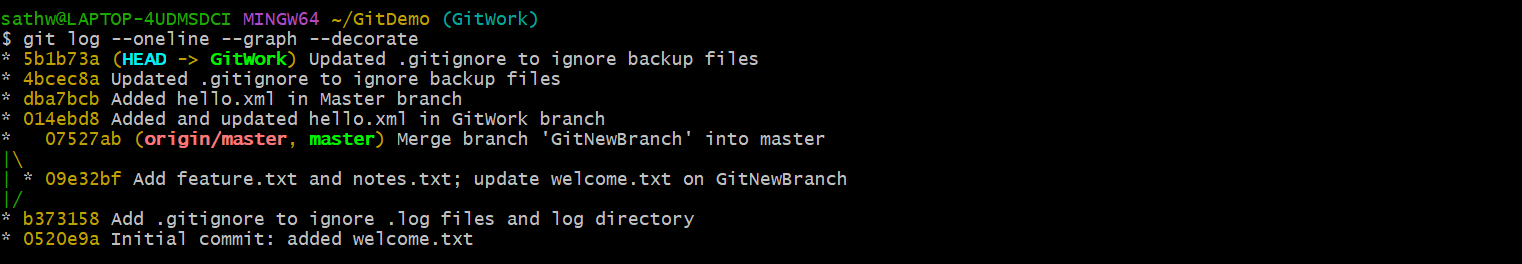 sathw@LAPTOP-4UDMSDCI MINGW64 ~/GitDemo (GitWork)
$ git log --oneline --graph --decorate
* 5b1b73a (HEAD -> GitWork) Updated .gitignore to ignore backup files
* 4bcec8a Updated .gitignore to ignore backup files
* dba7bcb Added hello.xml in Master branch
* 014ebd8 Added and updated hello.xml in GitWork branch
*   07527ab (origin/master, master) Merge branch 'GitNewBranch' into master
|\
| * 09e32bf Add feature.txt and notes.txt; update welcome.txt on GitNewBranch
|/
* b373158 Add .gitignore to ignore .log files and log directory
* 0520e9a Initial commit: added welcome.txt